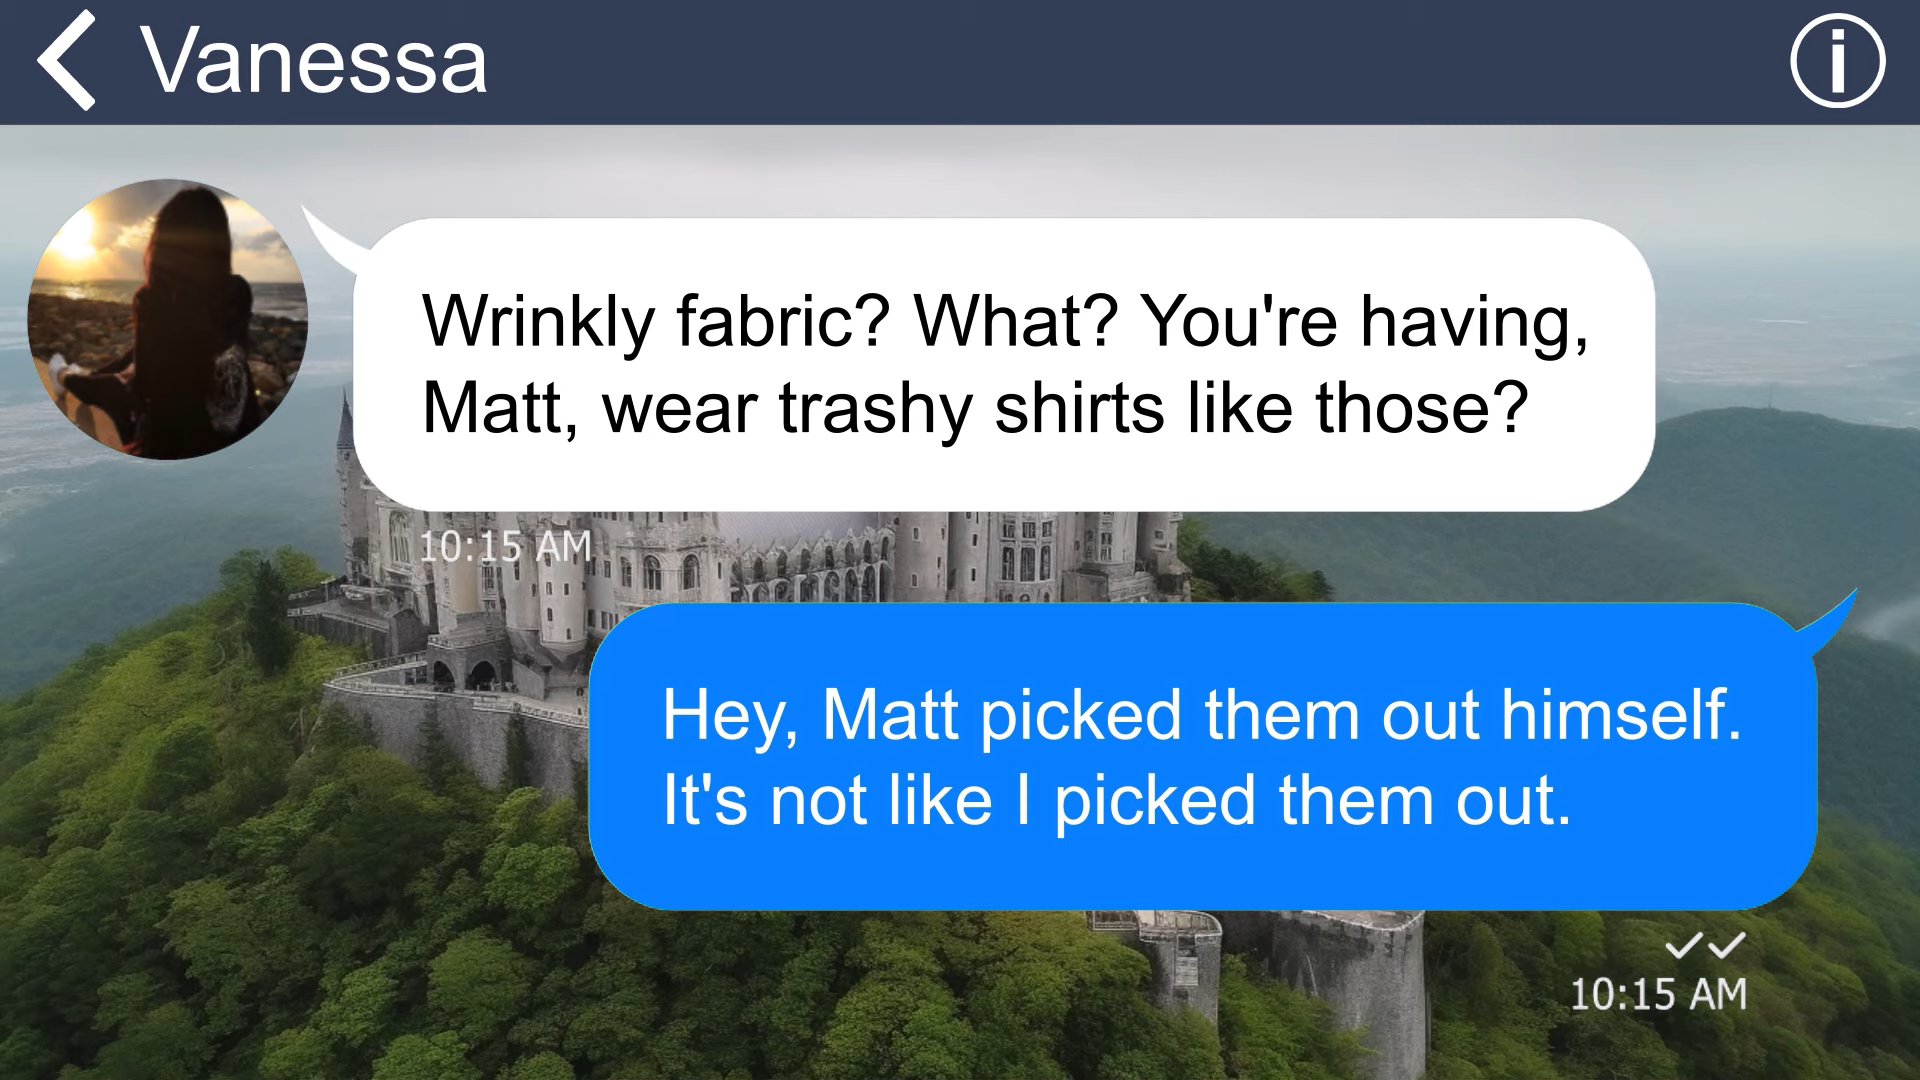 Vanessa
Wrinkly fabric? What? You're having,
Matt, wear trashy shirts like those?
10:15 AM
Hey, Matt picked them out himself.
It's not like I picked them out.
10:15 AM